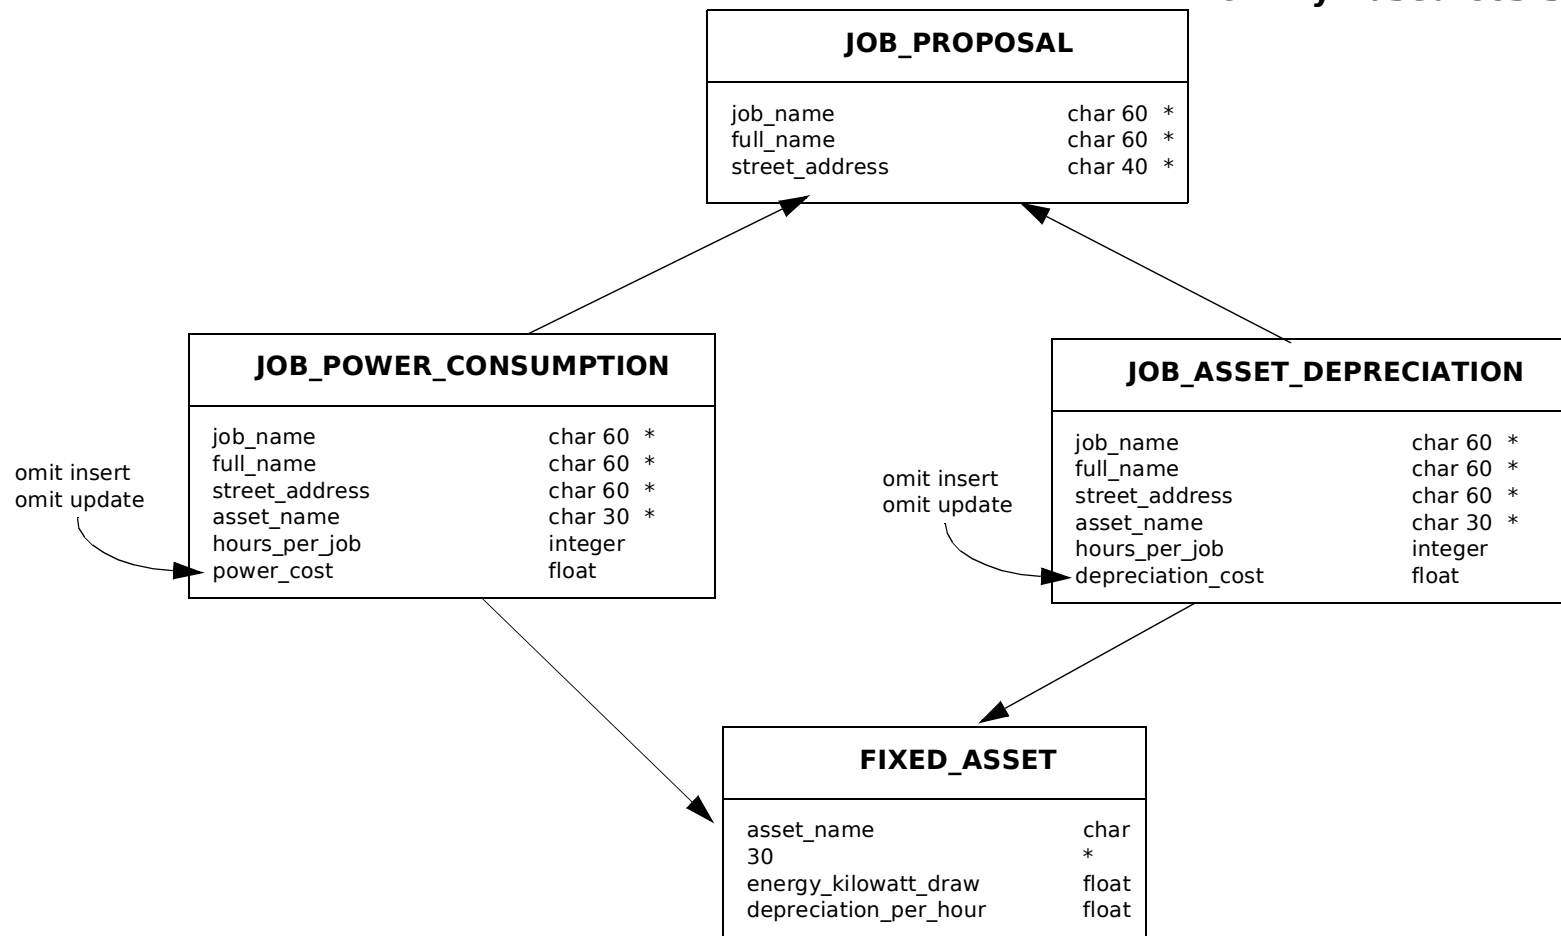 JOB_PROPOSAL
job_name char 60 *
full_name char 60 *
street_address char 40 *
JOB_POWER_CONSUMPTION
job_name char 60 *
full_name char 60 *
street_address char 60 *
asset_name char 30 *
hours_per_job integer
power_cost float
omit insert
omit update
JOB_ASSET_DEPRECIATION
job_name char 60 *
full_name char 60 *
street_address char 60 *
asset_name char 30 *
hours_per_job integer
depreciation_cost float
omit insert
omit update
FIXED_ASSET
asset_name char
30 *
energy_kilowatt_draw float
depreciation_per_hour float